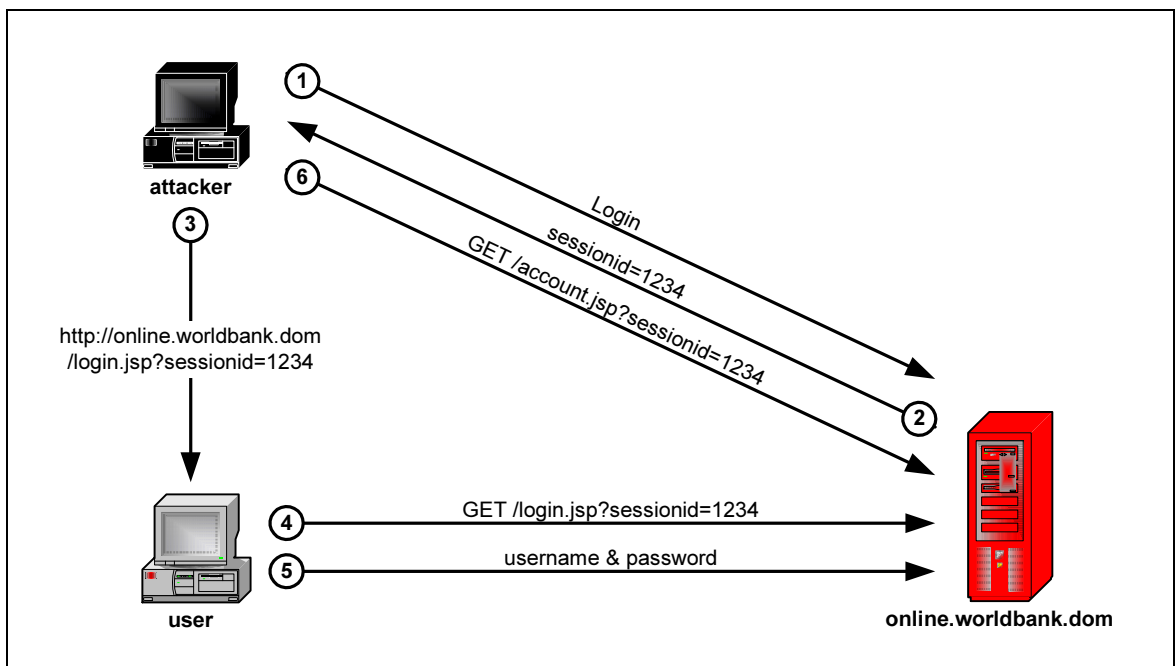 1
attacker
6
3
Login
sessionid=1234
GET /account.jsp?sessionid=1234
http://online.worldbank.dom
/login.jsp?sessionid=1234
2
4
GET /login.jsp?sessionid=1234
5
username & password
user
online.worldbank.dom